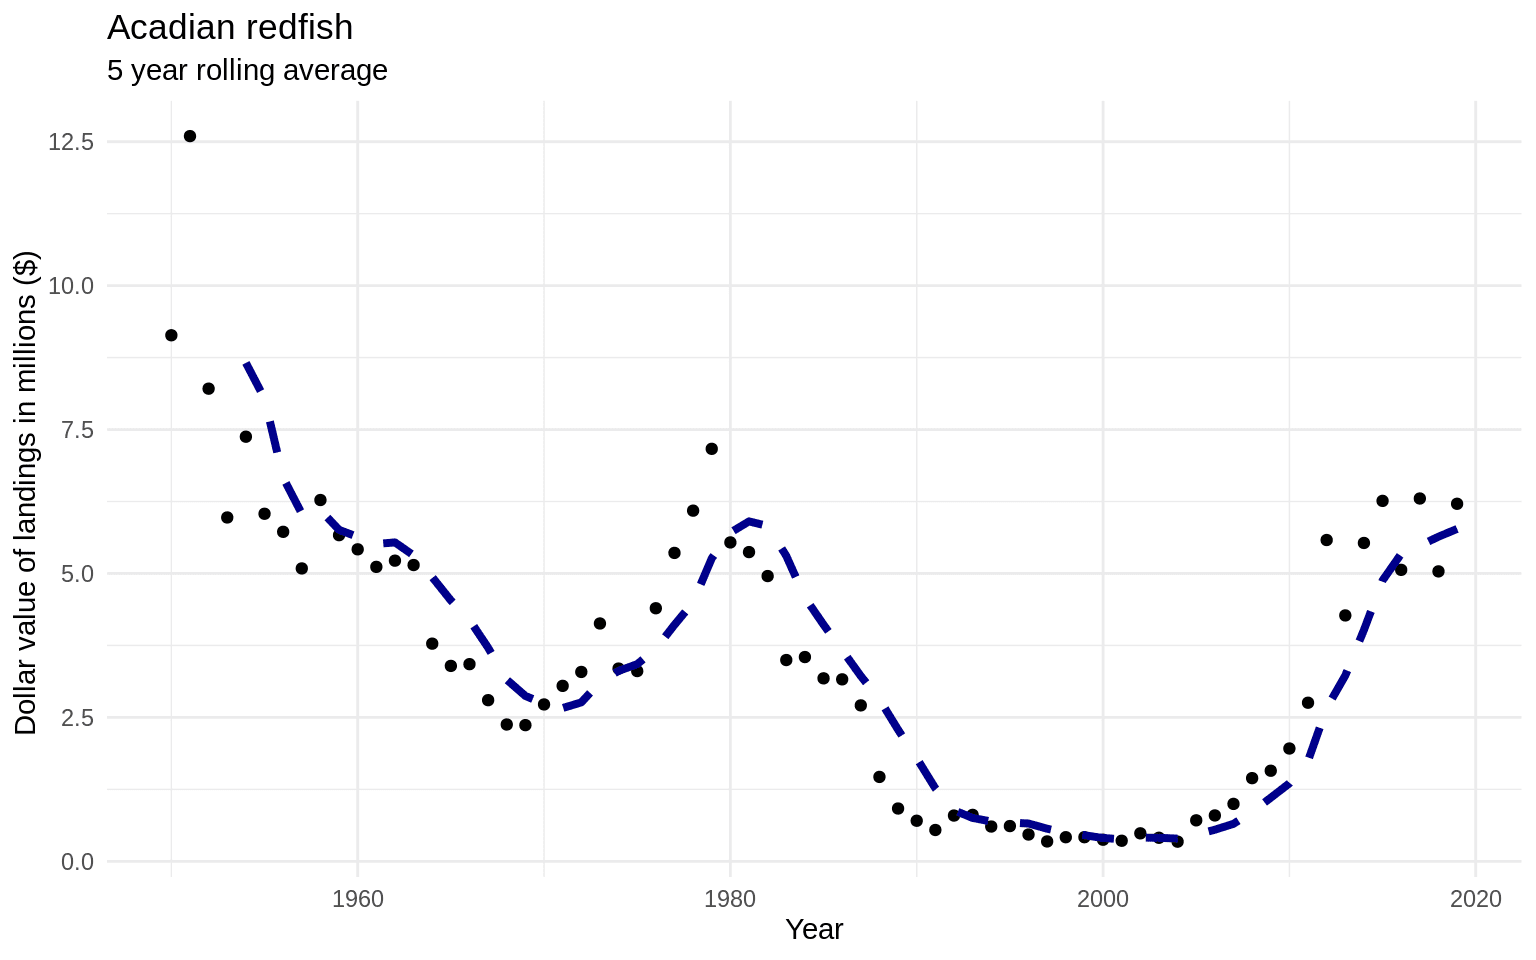 Acadian redfish
5 year rolling average
Dollar value of landings in millions ($)
12.5
10.0
7.5
5.0
2.5
0.0
1960
1980
2000
2020
Year